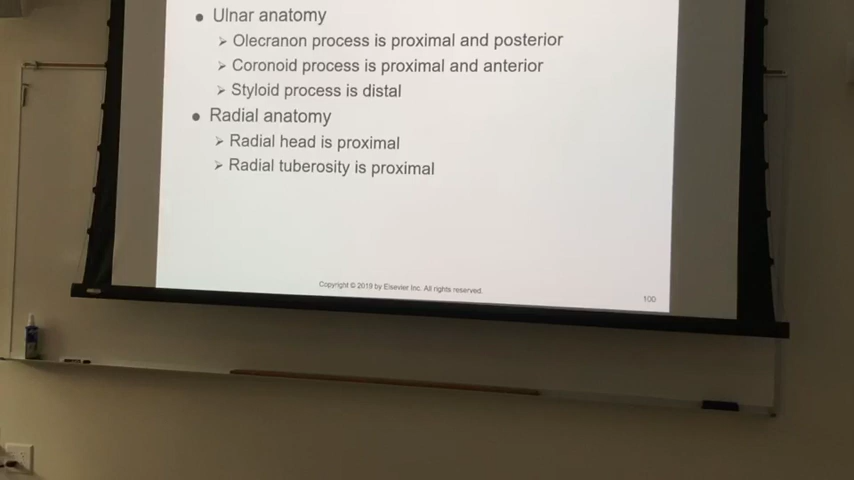 ● Ulnar anatomy
➢ Olecranon process is proximal and posterior
➢ Coronoid process is proximal and anterior
➢ Styloid process is distal
● Radial anatomy
➢ Radial head is proximal
➢ Radial tuberosity is proximal
Copyright © 2019 by Elsevier Inc. All rights reserved.
100